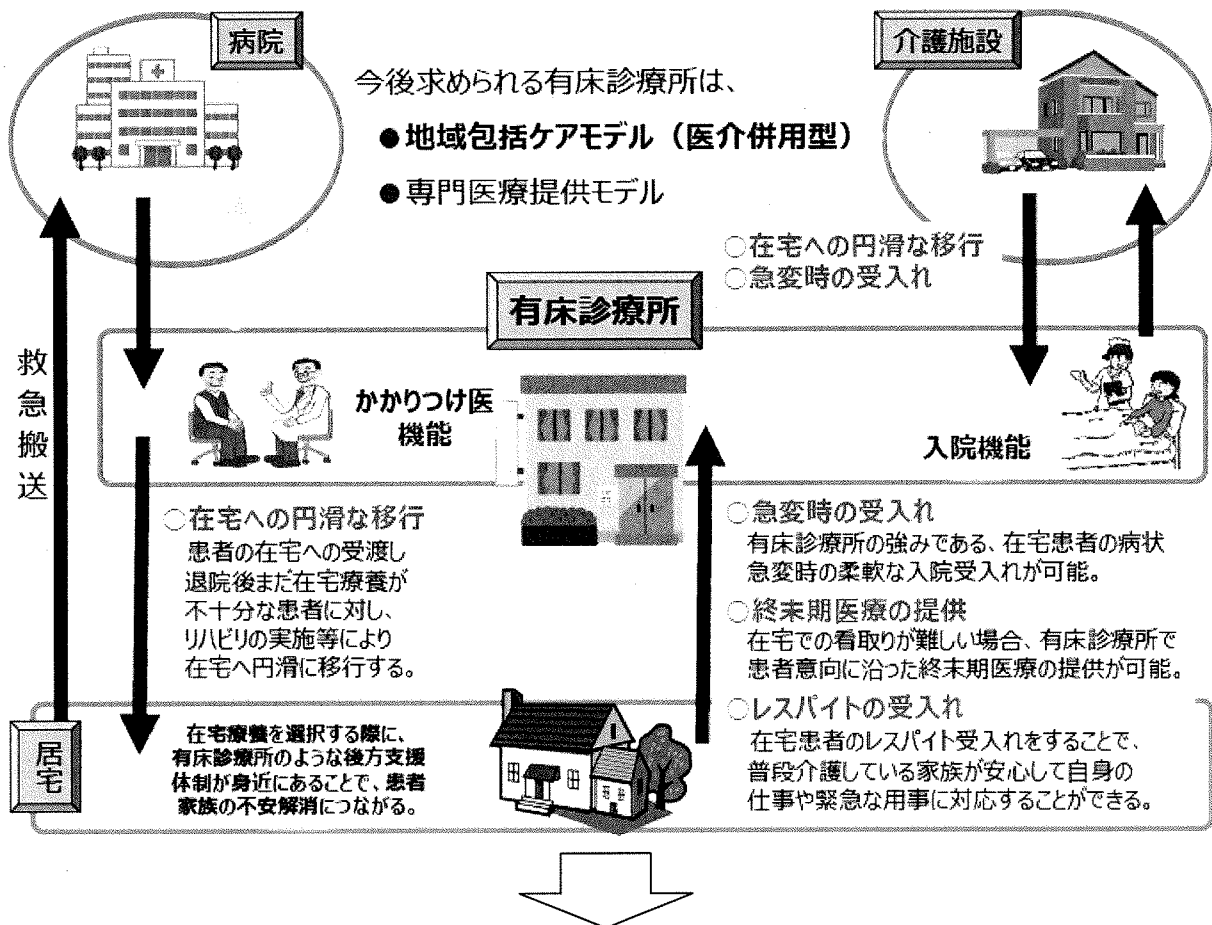 病院
介護施設
今後求められる有床診療所は、
●地域包括ケアモデル（医介併用型）
●専門医療提供モデル
○在宅への円滑な移行
○急変時の受入れ
有床診療所
救急搬送
かかりつけ医
機能
入院機能
○在宅への円滑な移行
患者の在宅への受渡し
退院後まだ在宅療養が
不十分な患者に対し、
リハビリの実施等により
在宅へ円滑に移行する。
○急変時の受入れ
有床診療所の強みである、在宅患者の病状
急変時の柔軟な入院受入れが可能。
○終末期医療の提供
在宅での看取りが難しい場合、有床診療所で
患者意向に沿った終末期医療の提供が可能。
○レスパイトの受入れ
在宅患者のレスパイト受入れをすることで、
普段介護している家族が安心して自身の
仕事や緊急な用事に対応することができる。
居宅
在宅療養を選択する際に、
有床診療所のような後方支援
体制が身近にあることで、患者
家族の不安解消につながる。